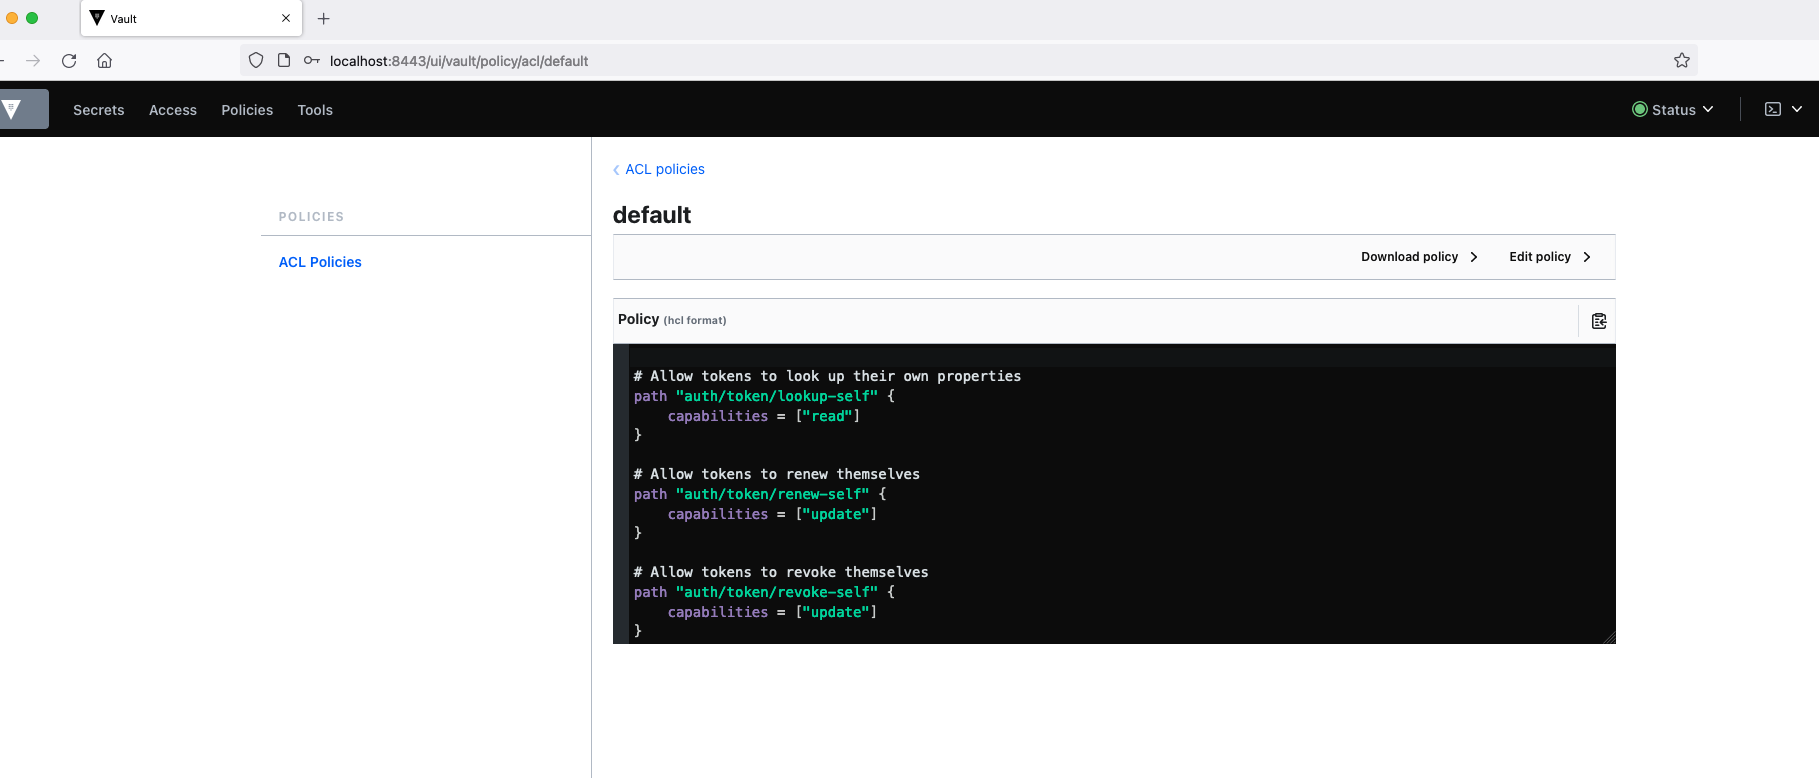 Vault
localhost:8443/ui/vault/policy/acl/default
Secrets Access Policies Tools Status
ACL policies
POLICIES
ACL Policies
default
Download policy Edit policy
Policy (hcl format)
# Allow tokens to look up their own properties
path "auth/token/lookup-self" {
    capabilities = ["read"]
}
# Allow tokens to renew themselves
path "auth/token/renew-self" {
    capabilities = ["update"]
}
# Allow tokens to revoke themselves
path "auth/token/revoke-self" {
    capabilities = ["update"]
}